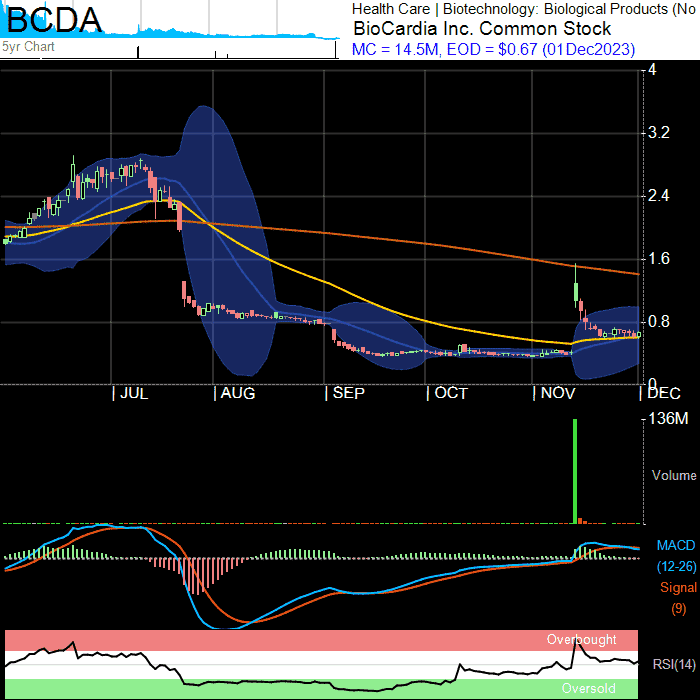 BCDA
5yr Chart
Health Care | Biotechnology: Biological Products (No
BioCardia Inc. Common Stock
MC = 14.5M, EOD = $0.67 (01Dec2023)
4
3.2
2.4
1.6
0.8
0
JUL
AUG
SEP
OCT
NOV
DEC
136M
Volume
MACD
(12-26)
Signal
(9)
Overbought
RSI(14)
Oversold